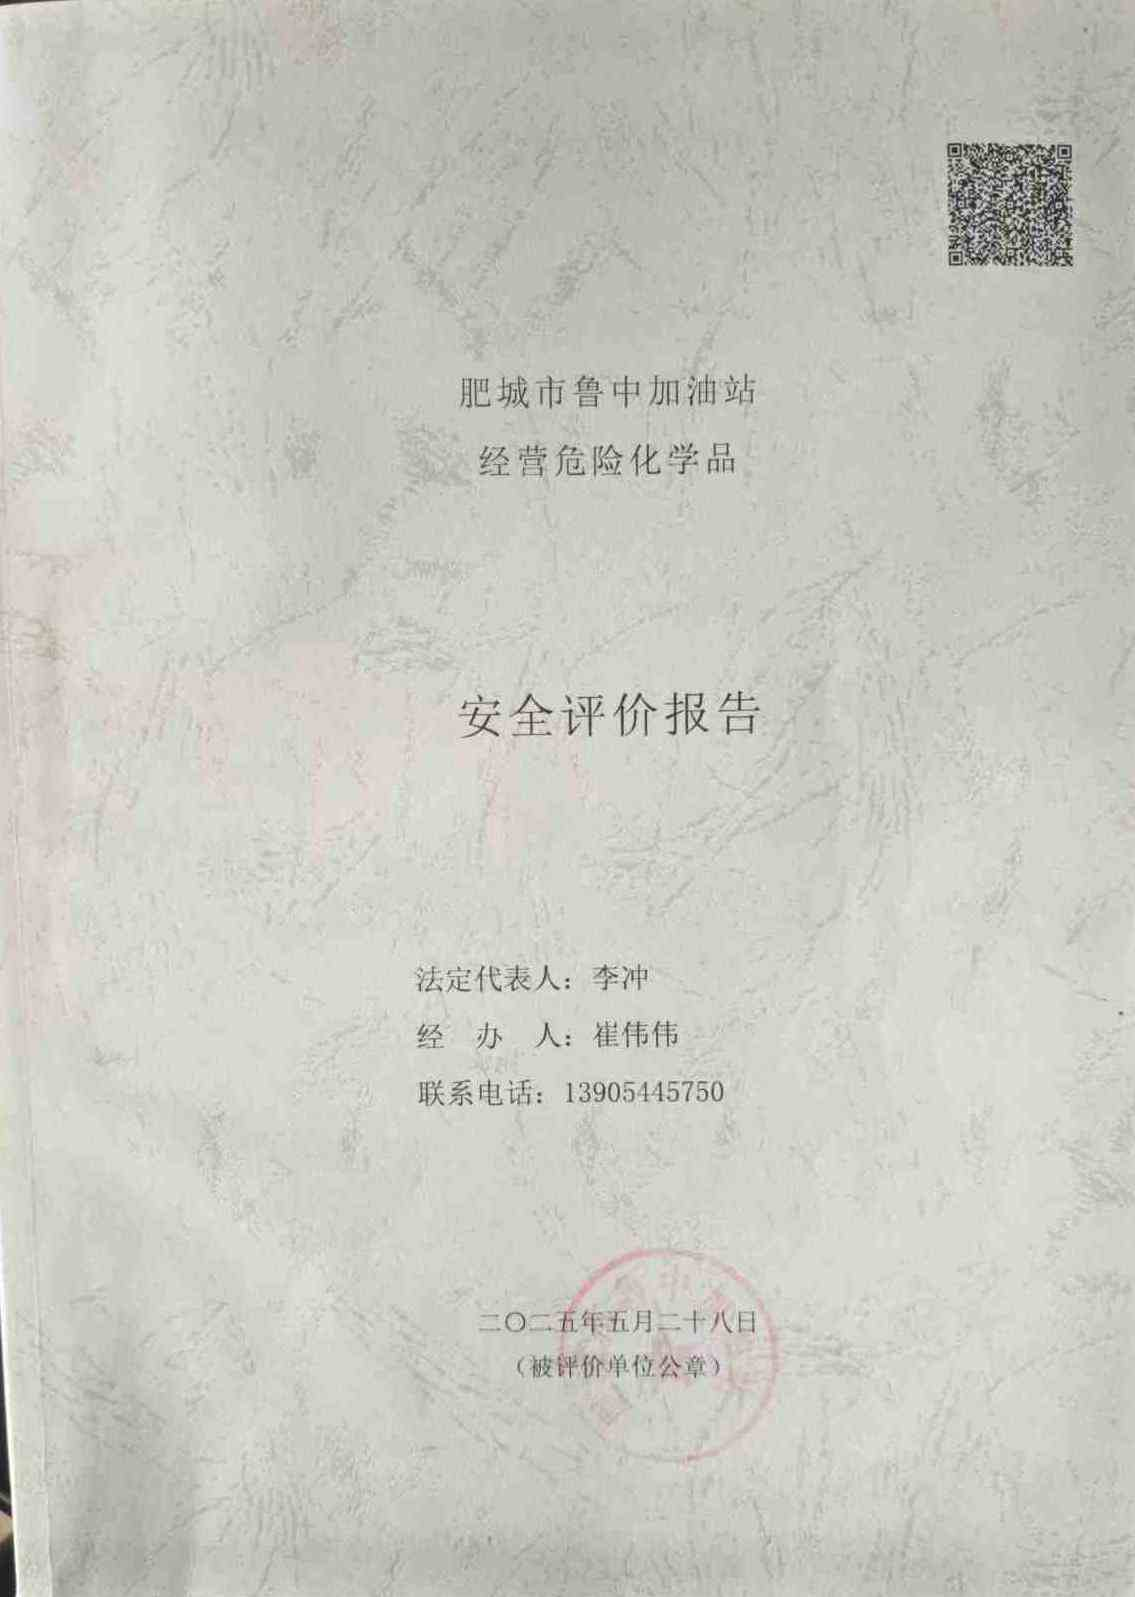 肥城市鲁中加油站
经营危险化学品
安全评价报告
法定代表人：李冲
经 办 人：崔伟伟
联系电话：13905445750
二〇二五年五月二十八日
（被评价单位公章）